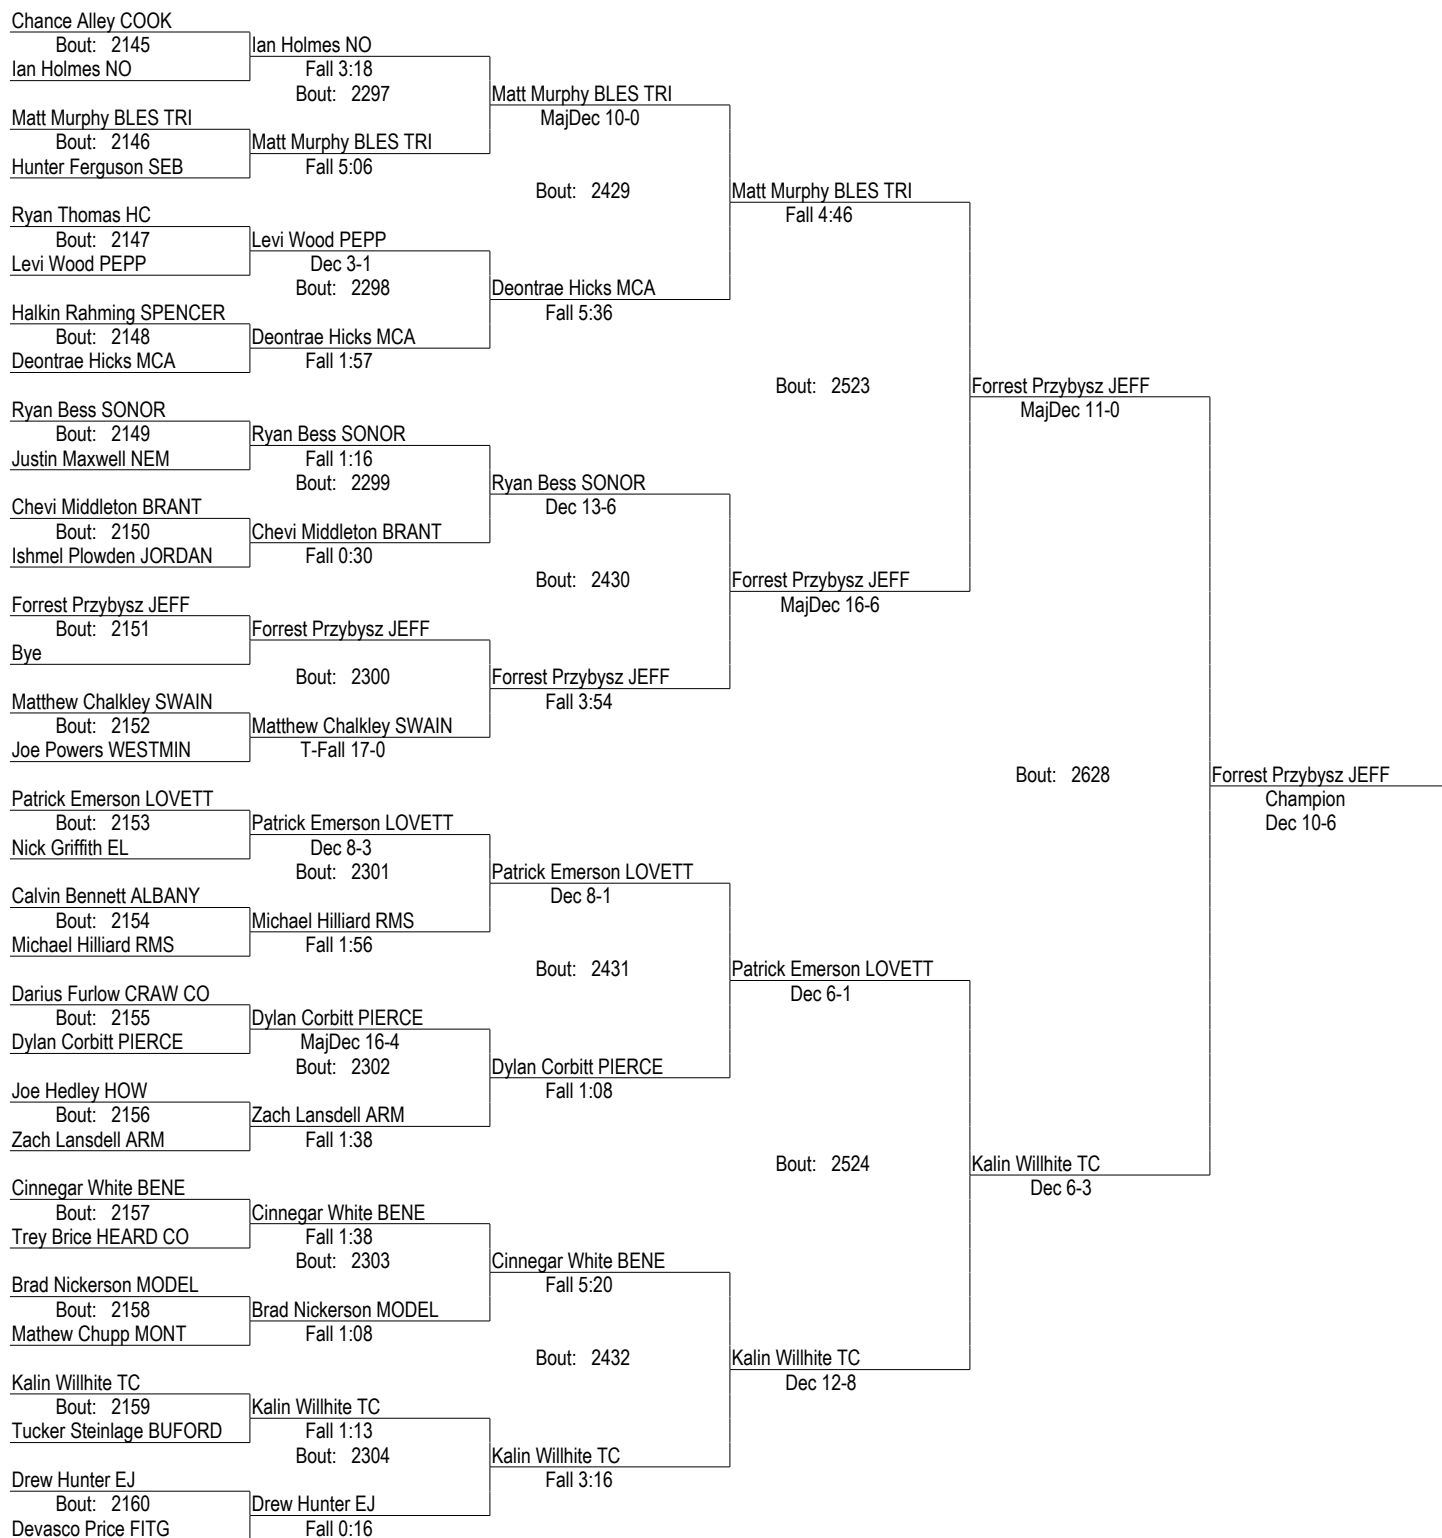 Chance Alley COOK
Bout: 2145
Ian Holmes NO
Matt Murphy BLES TRI
Bout: 2146
Hunter Ferguson SEB
Ryan Thomas HC
Bout: 2147
Levi Wood PEPP
Halkin Rahming SPENCER
Bout: 2148
Deontrae Hicks MCA
Ryan Bess SONOR
Bout: 2149
Justin Maxwell NEM
Chevi Middleton BRANT
Bout: 2150
Ishmel Plowden JORDAN
Forrest Przybysz JEFF
Bout: 2151
Bye
Matthew Chalkley SWAIN
Bout: 2152
Joe Powers WESTMIN
Patrick Emerson LOVETT
Bout: 2153
Nick Griffith EL
Calvin Bennett ALBANY
Bout: 2154
Michael Hilliard RMS
Darius Furlow CRAW CO
Bout: 2155
Dylan Corbitt PIERCE
Joe Hedley HOW
Bout: 2156
Zach Lansdell ARM
Cinnegar White BENE
Bout: 2157
Trey Brice HEARD CO
Brad Nickerson MODEL
Bout: 2158
Mathew Chupp MONT
Kalin Willhite TC
Bout: 2159
Tucker Steinlage BUFORD
Drew Hunter EJ
Bout: 2160
Devasco Price FITG
Ian Holmes NO
Fall 3:18
Bout: 2297
Matt Murphy BLES TRI
Fall 5:06
Levi Wood PEPP
Dec 3-1
Bout: 2298
Deontrae Hicks MCA
Fall 1:57
Ryan Bess SONOR
Fall 1:16
Bout: 2299
Chevi Middleton BRANT
Fall 0:30
Forrest Przybysz JEFF
Bout: 2300
Matthew Chalkley SWAIN
T-Fall 17-0
Patrick Emerson LOVETT
Dec 8-3
Bout: 2301
Michael Hilliard RMS
Fall 1:56
Dylan Corbitt PIERCE
MajDec 16-4
Bout: 2302
Zach Lansdell ARM
Fall 1:38
Cinnegar White BENE
Fall 1:38
Bout: 2303
Brad Nickerson MODEL
Fall 1:08
Kalin Willhite TC
Fall 1:13
Bout: 2304
Drew Hunter EJ
Fall 0:16
Matt Murphy BLES TRI
MajDec 10-0
Bout: 2429
Deontrae Hicks MCA
Fall 5:36
Ryan Bess SONOR
Dec 13-6
Bout: 2430
Forrest Przybysz JEFF
Fall 3:54
Patrick Emerson LOVETT
Dec 8-1
Bout: 2431
Dylan Corbitt PIERCE
Fall 1:08
Cinnegar White BENE
Fall 5:20
Bout: 2432
Kalin Willhite TC
Fall 3:16
Matt Murphy BLES TRI
Fall 4:46
Bout: 2523
Forrest Przybysz JEFF
MajDec 16-6
Patrick Emerson LOVETT
Dec 6-1
Bout: 2524
Kalin Willhite TC
Dec 12-8
Forrest Przybysz JEFF
MajDec 11-0
Bout: 2628
Kalin Willhite TC
Dec 6-3
Forrest Przybysz JEFF
Champion
Dec 10-6